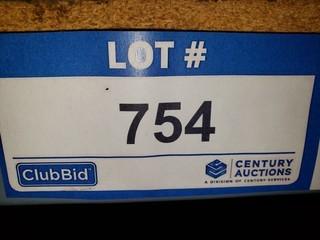 LOT #
754
ClubBid
CENTURY
AUCTIONS
A DIVISION OF CENTURY SERVICES